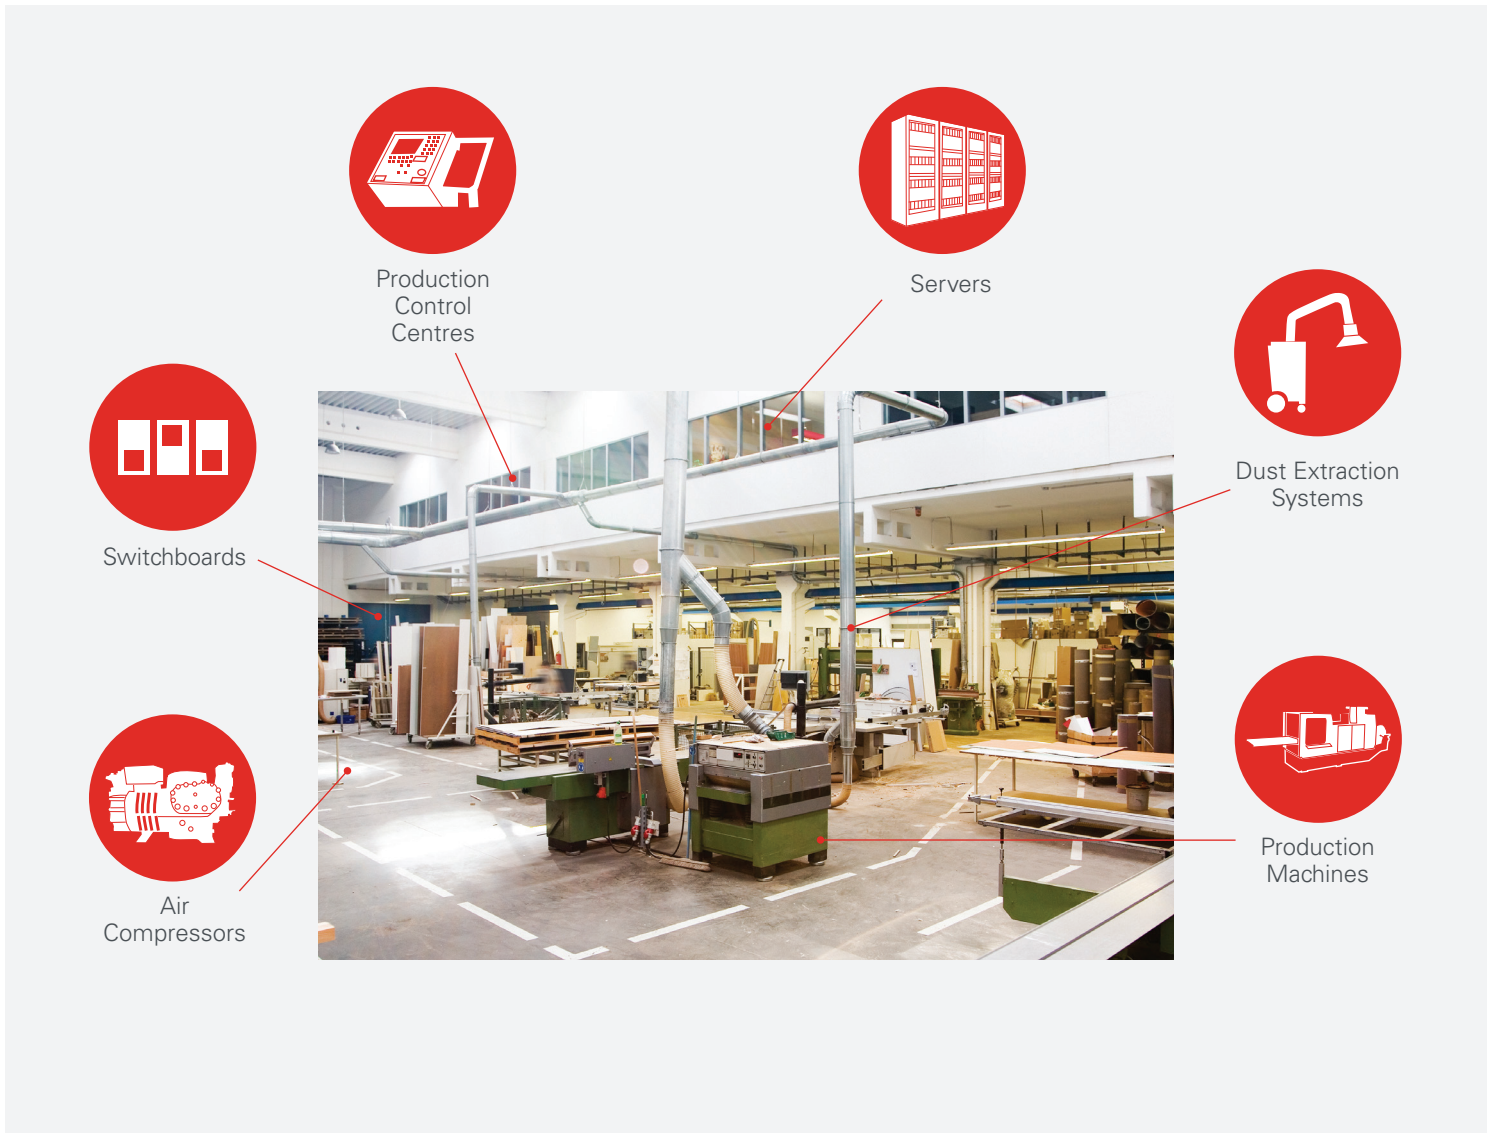 Production
Control
Centres
Servers
Dust Extraction
Systems
Switchboards
Production
Machines
Air
Compressors